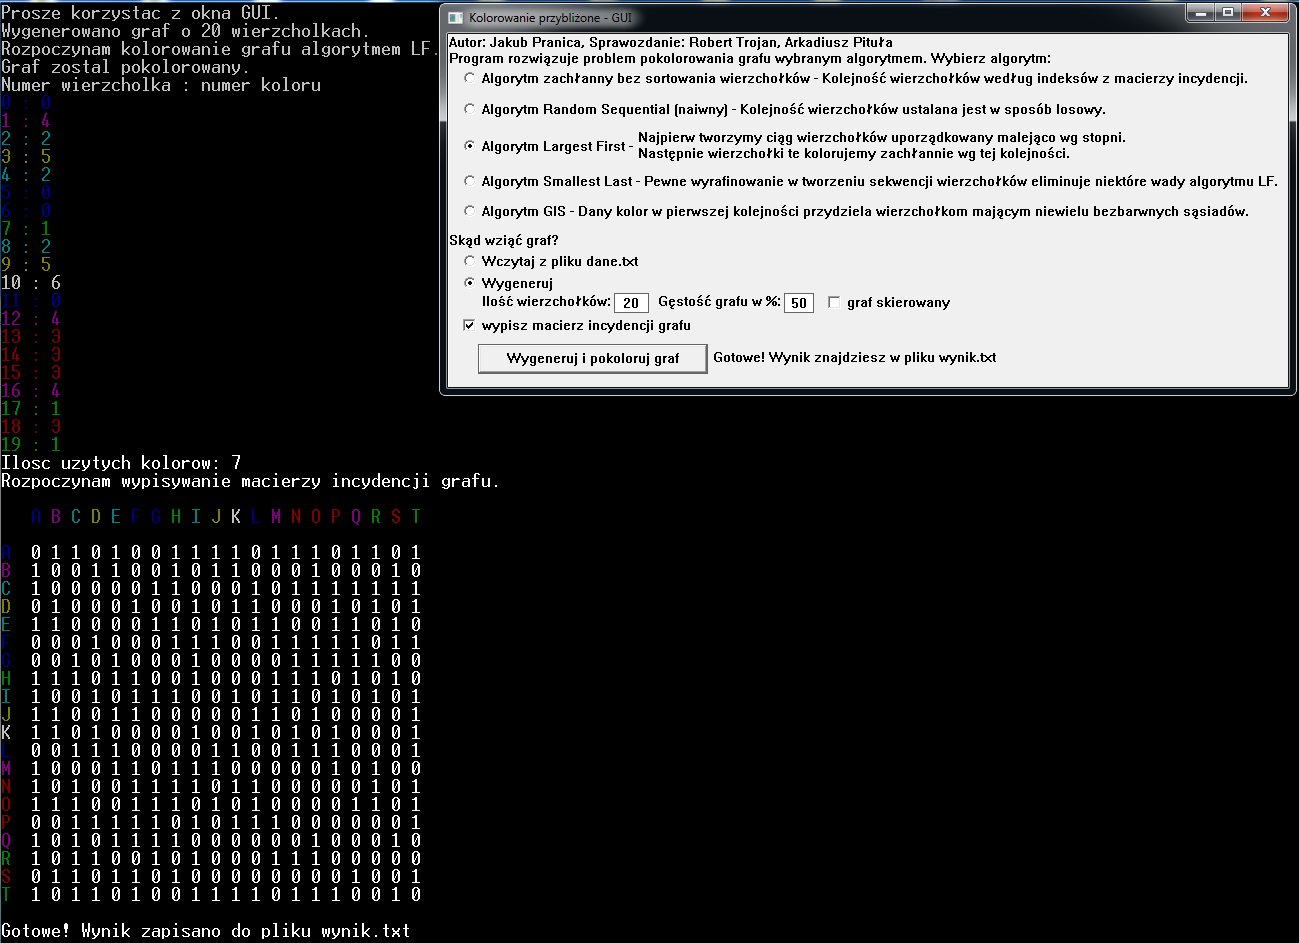 Prosze korzystac z okna GUI.
Wygenerowano graf o 20 wierzcholkach.
Rozpoczynam kolorowanie grafu algorytmem LF.
Graf zostal pokolorowany.
Numer wierzcholka : numer koloru
0 : 0
1 : 4
2 : 2
3 : 5
4 : 2
5 : 0
6 : 0
7 : 1
8 : 2
9 : 5
10 : 6
11 : 0
12 : 4
13 : 3
14 : 3
15 : 3
16 : 4
17 : 1
18 : 3
19 : 1
Ilosc uzytych kolorow: 7
Rozpoczynam wypisywanie macierzy incydencji grafu.
A B C D E F G H I J K L M N O P Q R S T
A 0 1 1 0 1 0 0 1 1 1 1 0 1 1 1 0 1 1 0 1
B 1 0 0 1 1 0 0 1 0 1 1 0 0 0 1 0 0 0 1 0
C 1 0 0 0 0 0 1 1 0 0 0 1 0 1 1 1 1 1 1 1
D 0 1 0 0 0 1 0 0 1 0 1 1 0 0 0 1 0 1 0 1
E 1 1 0 0 0 0 1 1 0 1 0 1 1 0 0 1 1 0 1 0
F 0 0 0 1 0 0 0 1 1 1 0 0 1 1 1 1 1 0 1 1
G 0 0 1 0 1 0 0 0 1 0 0 0 0 1 1 1 1 1 0 0
H 1 1 1 0 1 1 0 0 1 0 0 0 1 1 1 0 1 0 1 0
I 1 0 0 1 0 1 1 1 0 0 1 0 1 1 0 1 0 1 0 1
J 1 1 0 0 1 1 0 0 0 0 0 1 1 0 1 0 0 0 0 1
K 1 1 0 1 0 0 0 0 1 0 0 1 0 1 0 1 0 0 0 1
L 0 0 1 1 1 0 0 0 0 1 1 0 0 1 1 1 0 0 0 1
M 1 0 0 0 1 1 0 1 1 1 0 0 0 0 0 1 0 1 0 0
N 1 0 1 0 0 1 1 1 1 0 1 1 0 0 0 0 0 1 0 1
O 1 1 1 0 0 1 1 1 0 1 0 1 0 0 0 0 1 1 0 1
P 0 0 1 1 1 1 1 0 1 0 1 1 1 0 0 0 0 0 0 1
Q 1 0 1 0 1 1 1 1 0 0 0 0 0 0 1 0 0 0 1 0
R 1 0 1 1 0 0 1 0 1 0 0 0 1 1 1 0 0 0 0 0
S 0 1 1 0 1 1 0 1 0 0 0 0 0 0 0 0 1 0 0 1
T 1 0 1 1 0 1 0 0 1 1 1 1 0 1 1 1 0 0 1 0
Gotowe! Wynik zapisano do pliku wynik.txt
Kolorowanie przybliżone - GUI
Autor: Jakub Pranica, Sprawozdanie: Robert Trojan, Arkadiusz Pituła
Program rozwiązuje problem pokolorowania grafu wybranym algorytmem. Wybierz algorytm:
Algorytm zachłanny bez sortowania wierzchołków - Kolejność wierzchołków według indeksów z macierzy incydencji.
Algorytm Random Sequential (naiwny) - Kolejność wierzchołków ustalana jest w sposób losowy.
Algorytm Largest First - Najpierw tworzymy ciąg wierzchołków uporządkowany malejąco wg stopni.
Następnie wierzchołki te kolorujemy zachłannie wg tej kolejności.
Algorytm Smallest Last - Pewne wyrafinowanie w tworzeniu sekwencji wierzchołków eliminuje niektóre wady algorytmu LF.
Algorytm GIS - Dany kolor w pierwszej kolejności przydziela wierzchołkom mającym niewielu bezbarwnych sąsiadów.
Skąd wziąć graf?
Wczytaj z pliku dane.txt
Wygeneruj
Ilość wierzchołków: 20 Gęstość grafu w %: 50 graf skierowany
wypisz macierz incydencji grafu
Wygeneruj i pokoloruj graf Gotowe! Wynik znajdziesz w pliku wynik.txt